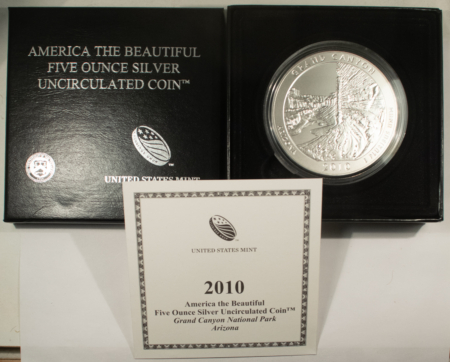 AMERICA THE BEAUTIFUL
FIVE OUNCE SILVER
UNCIRCULATED COIN™
UNITED STATES MINT
GRAND CANYON
2010
UNITED STATES MINT
2010
America the Beautiful
Five Ounce Silver Uncirculated Coin™
Grand Canyon National Park
Arizona